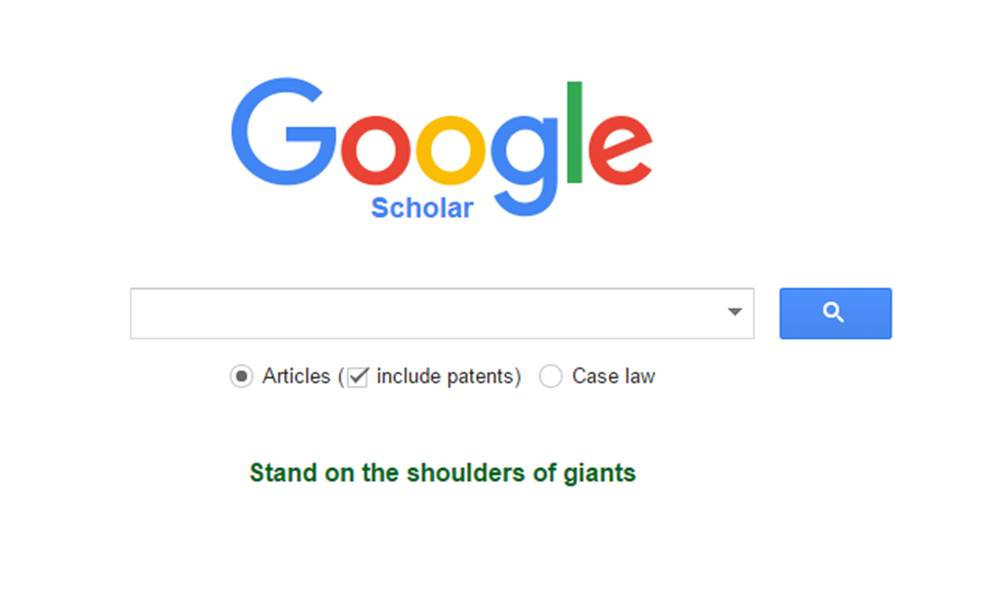 Google
Scholar
Articles ( include patents) Case law
Stand on the shoulders of giants